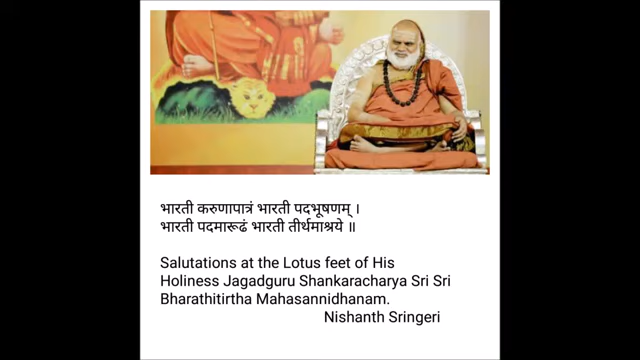 भारती करुणापात्रं भारती पदभूषणम् ।
भारती पदमारूढं भारती तीर्थमाश्रये ॥
Salutations at the Lotus feet of His
Holiness Jagadguru Shankaracharya Sri Sri
Bharathitirtha Mahasannidhanam.
Nishanth Sringeri